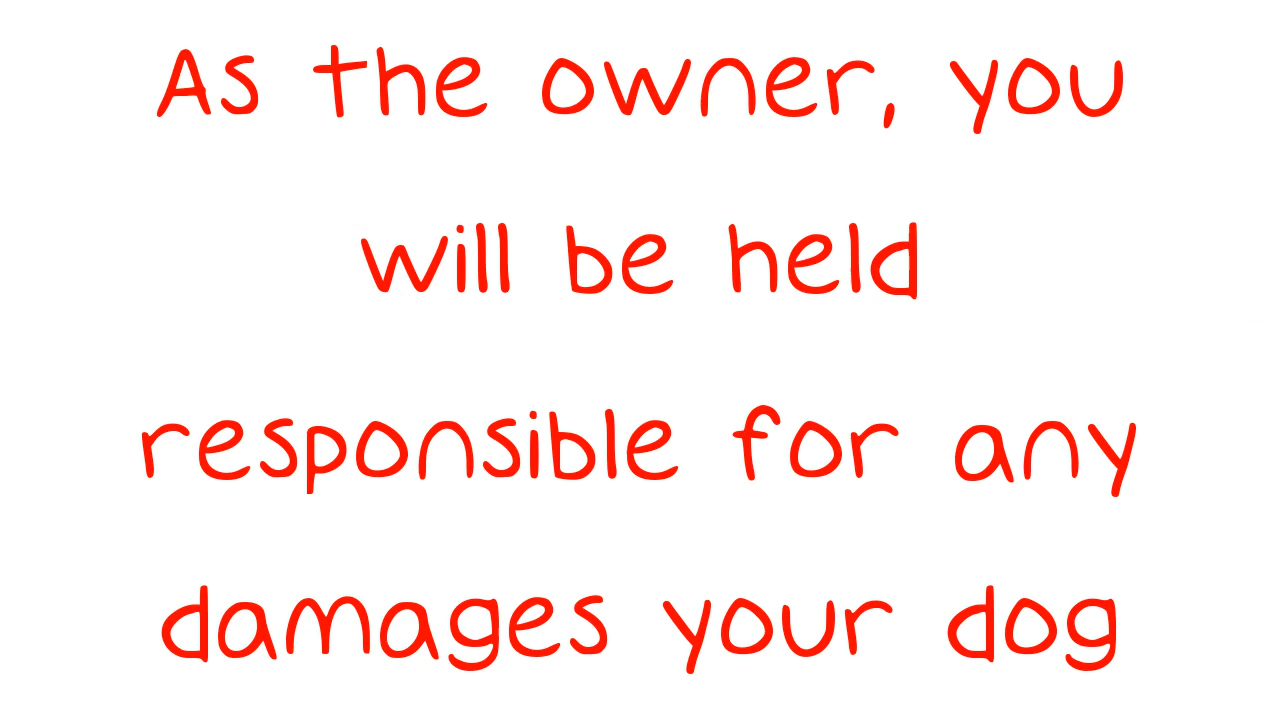 As the owner, you
will be held
responsible for any
damages your dog